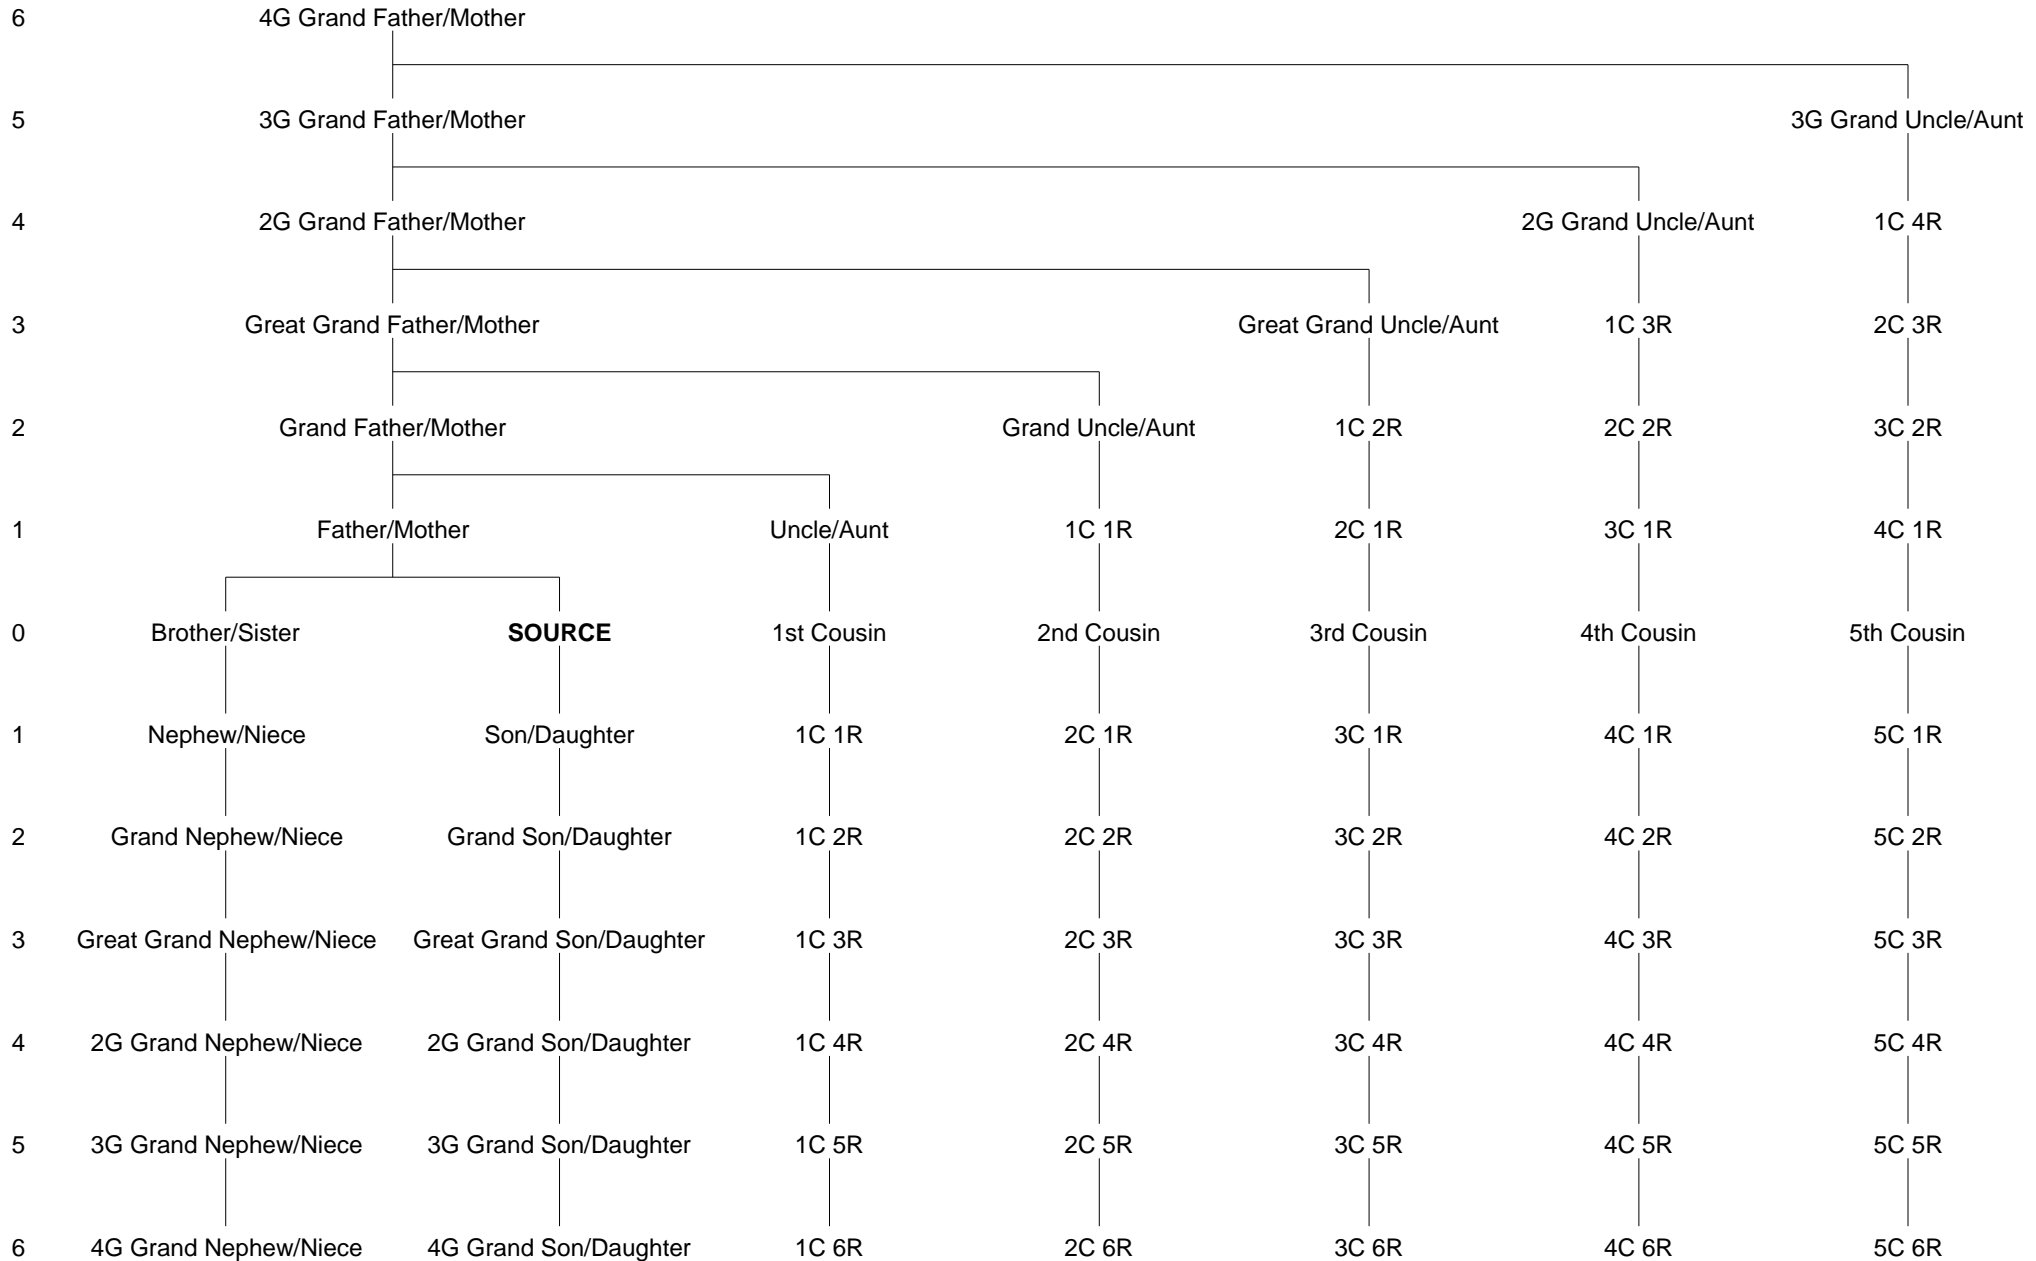 6 4G Grand Father/Mother
5 3G Grand Father/Mother 3G Grand Uncle/Aunt
4 2G Grand Father/Mother 2G Grand Uncle/Aunt 1C 4R
3 Great Grand Father/Mother Great Grand Uncle/Aunt 1C 3R 2C 3R
2 Grand Father/Mother Grand Uncle/Aunt 1C 2R 2C 2R 3C 2R
1 Father/Mother Uncle/Aunt 1C 1R 2C 1R 3C 1R 4C 1R
0 Brother/Sister SOURCE 1st Cousin 2nd Cousin 3rd Cousin 4th Cousin 5th Cousin
1 Nephew/Niece Son/Daughter 1C 1R 2C 1R 3C 1R 4C 1R 5C 1R
2 Grand Nephew/Niece Grand Son/Daughter 1C 2R 2C 2R 3C 2R 4C 2R 5C 2R
3 Great Grand Nephew/Niece Great Grand Son/Daughter 1C 3R 2C 3R 3C 3R 4C 3R 5C 3R
4 2G Grand Nephew/Niece 2G Grand Son/Daughter 1C 4R 2C 4R 3C 4R 4C 4R 5C 4R
5 3G Grand Nephew/Niece 3G Grand Son/Daughter 1C 5R 2C 5R 3C 5R 4C 5R 5C 5R
6 4G Grand Nephew/Niece 4G Grand Son/Daughter 1C 6R 2C 6R 3C 6R 4C 6R 5C 6R